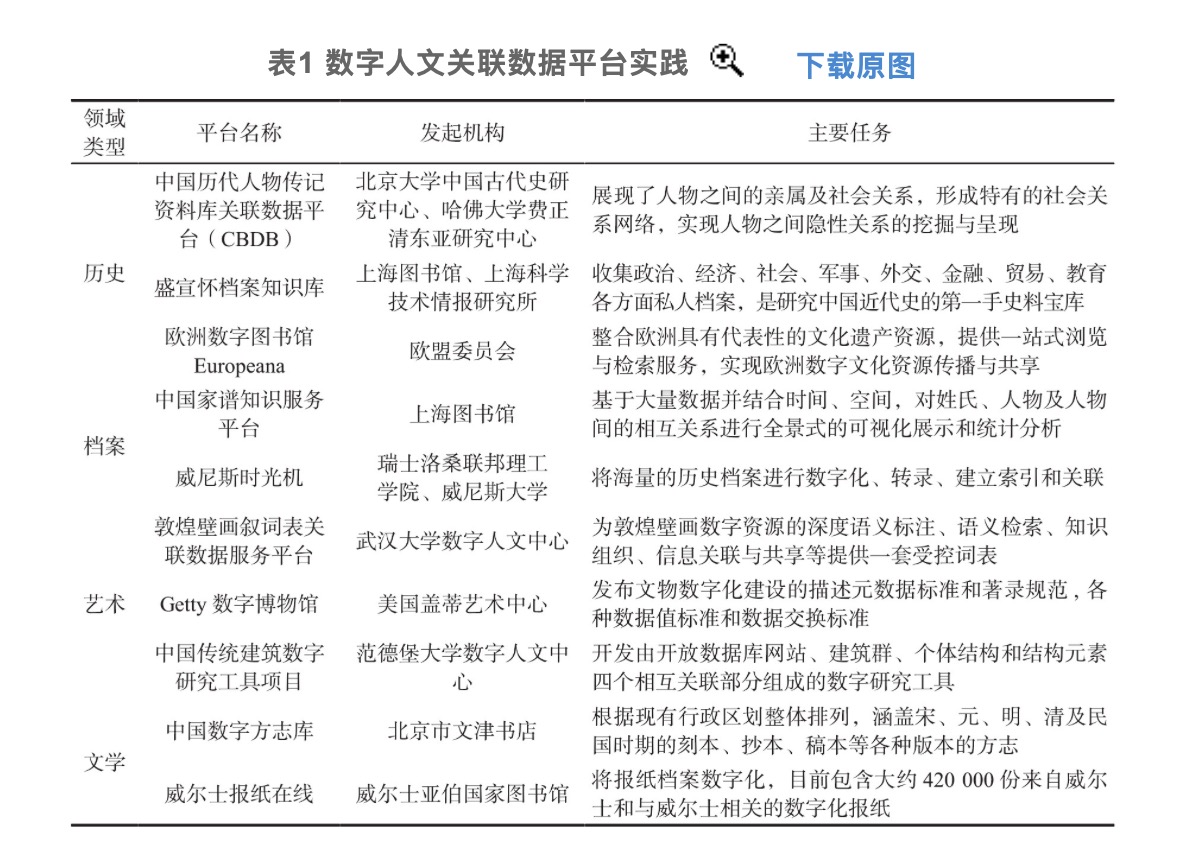 表1 数字人文关联数据平台实践 下载原图
领域
类型
平台名称
发起机构
主要任务
历史
中国历代人物传记
资料库关联数据平
台（CBDB）
北京大学中国古代史研
究中心、哈佛大学费正
清东亚研究中心
展现了人物之间的亲属及社会关系，形成特有的社会关
系网络，实现人物之间隐性关系的挖掘与呈现
盛宣怀档案知识库
上海图书馆、上海科学
技术情报研究所
收集政治、经济、社会、军事、外交、金融、贸易、教育
各方面私人档案，是研究中国近代史的第一手史料宝库
欧洲数字图书馆
Europeana
欧盟委员会
整合欧洲具有代表性的文化遗产资源，提供一站式浏览
与检索服务，实现欧洲数字文化资源传播与共享
档案
中国家谱知识服务
平台
上海图书馆
基于大量数据并结合时间、空间，对姓氏、人物及人物
间的相互关系进行全景式的可视化展示和统计分析
威尼斯时光机
瑞士洛桑联邦理工
学院、威尼斯大学
将海量的历史档案进行数字化、转录、建立索引和关联
艺术
敦煌壁画叙词表关
联数据服务平台
武汉大学数字人文中心
为敦煌壁画数字资源的深度语义标注、语义检索、知识
组织、信息关联与共享等提供一套受控词表
Getty 数字博物馆
美国盖蒂艺术中心
发布文物数字化建设的描述元数据标准和著录规范，各
种数据值标准和数据交换标准
中国传统建筑数字
研究工具项目
范德堡大学数字人文中
心
开发由开放数据库网站、建筑群、个体结构和结构元素
四个相互关联部分组成的数字研究工具
文学
中国数字方志库
北京市文津书店
根据现有行政区划整体排列，涵盖宋、元、明、清及民
国时期的刻本、抄本、稿本等各种版本的方志
威尔士报纸在线
威尔士亚伯国家图书馆
将报纸档案数字化，目前包含大约 420 000 份来自威尔
士和与威尔士相关的数字化报纸